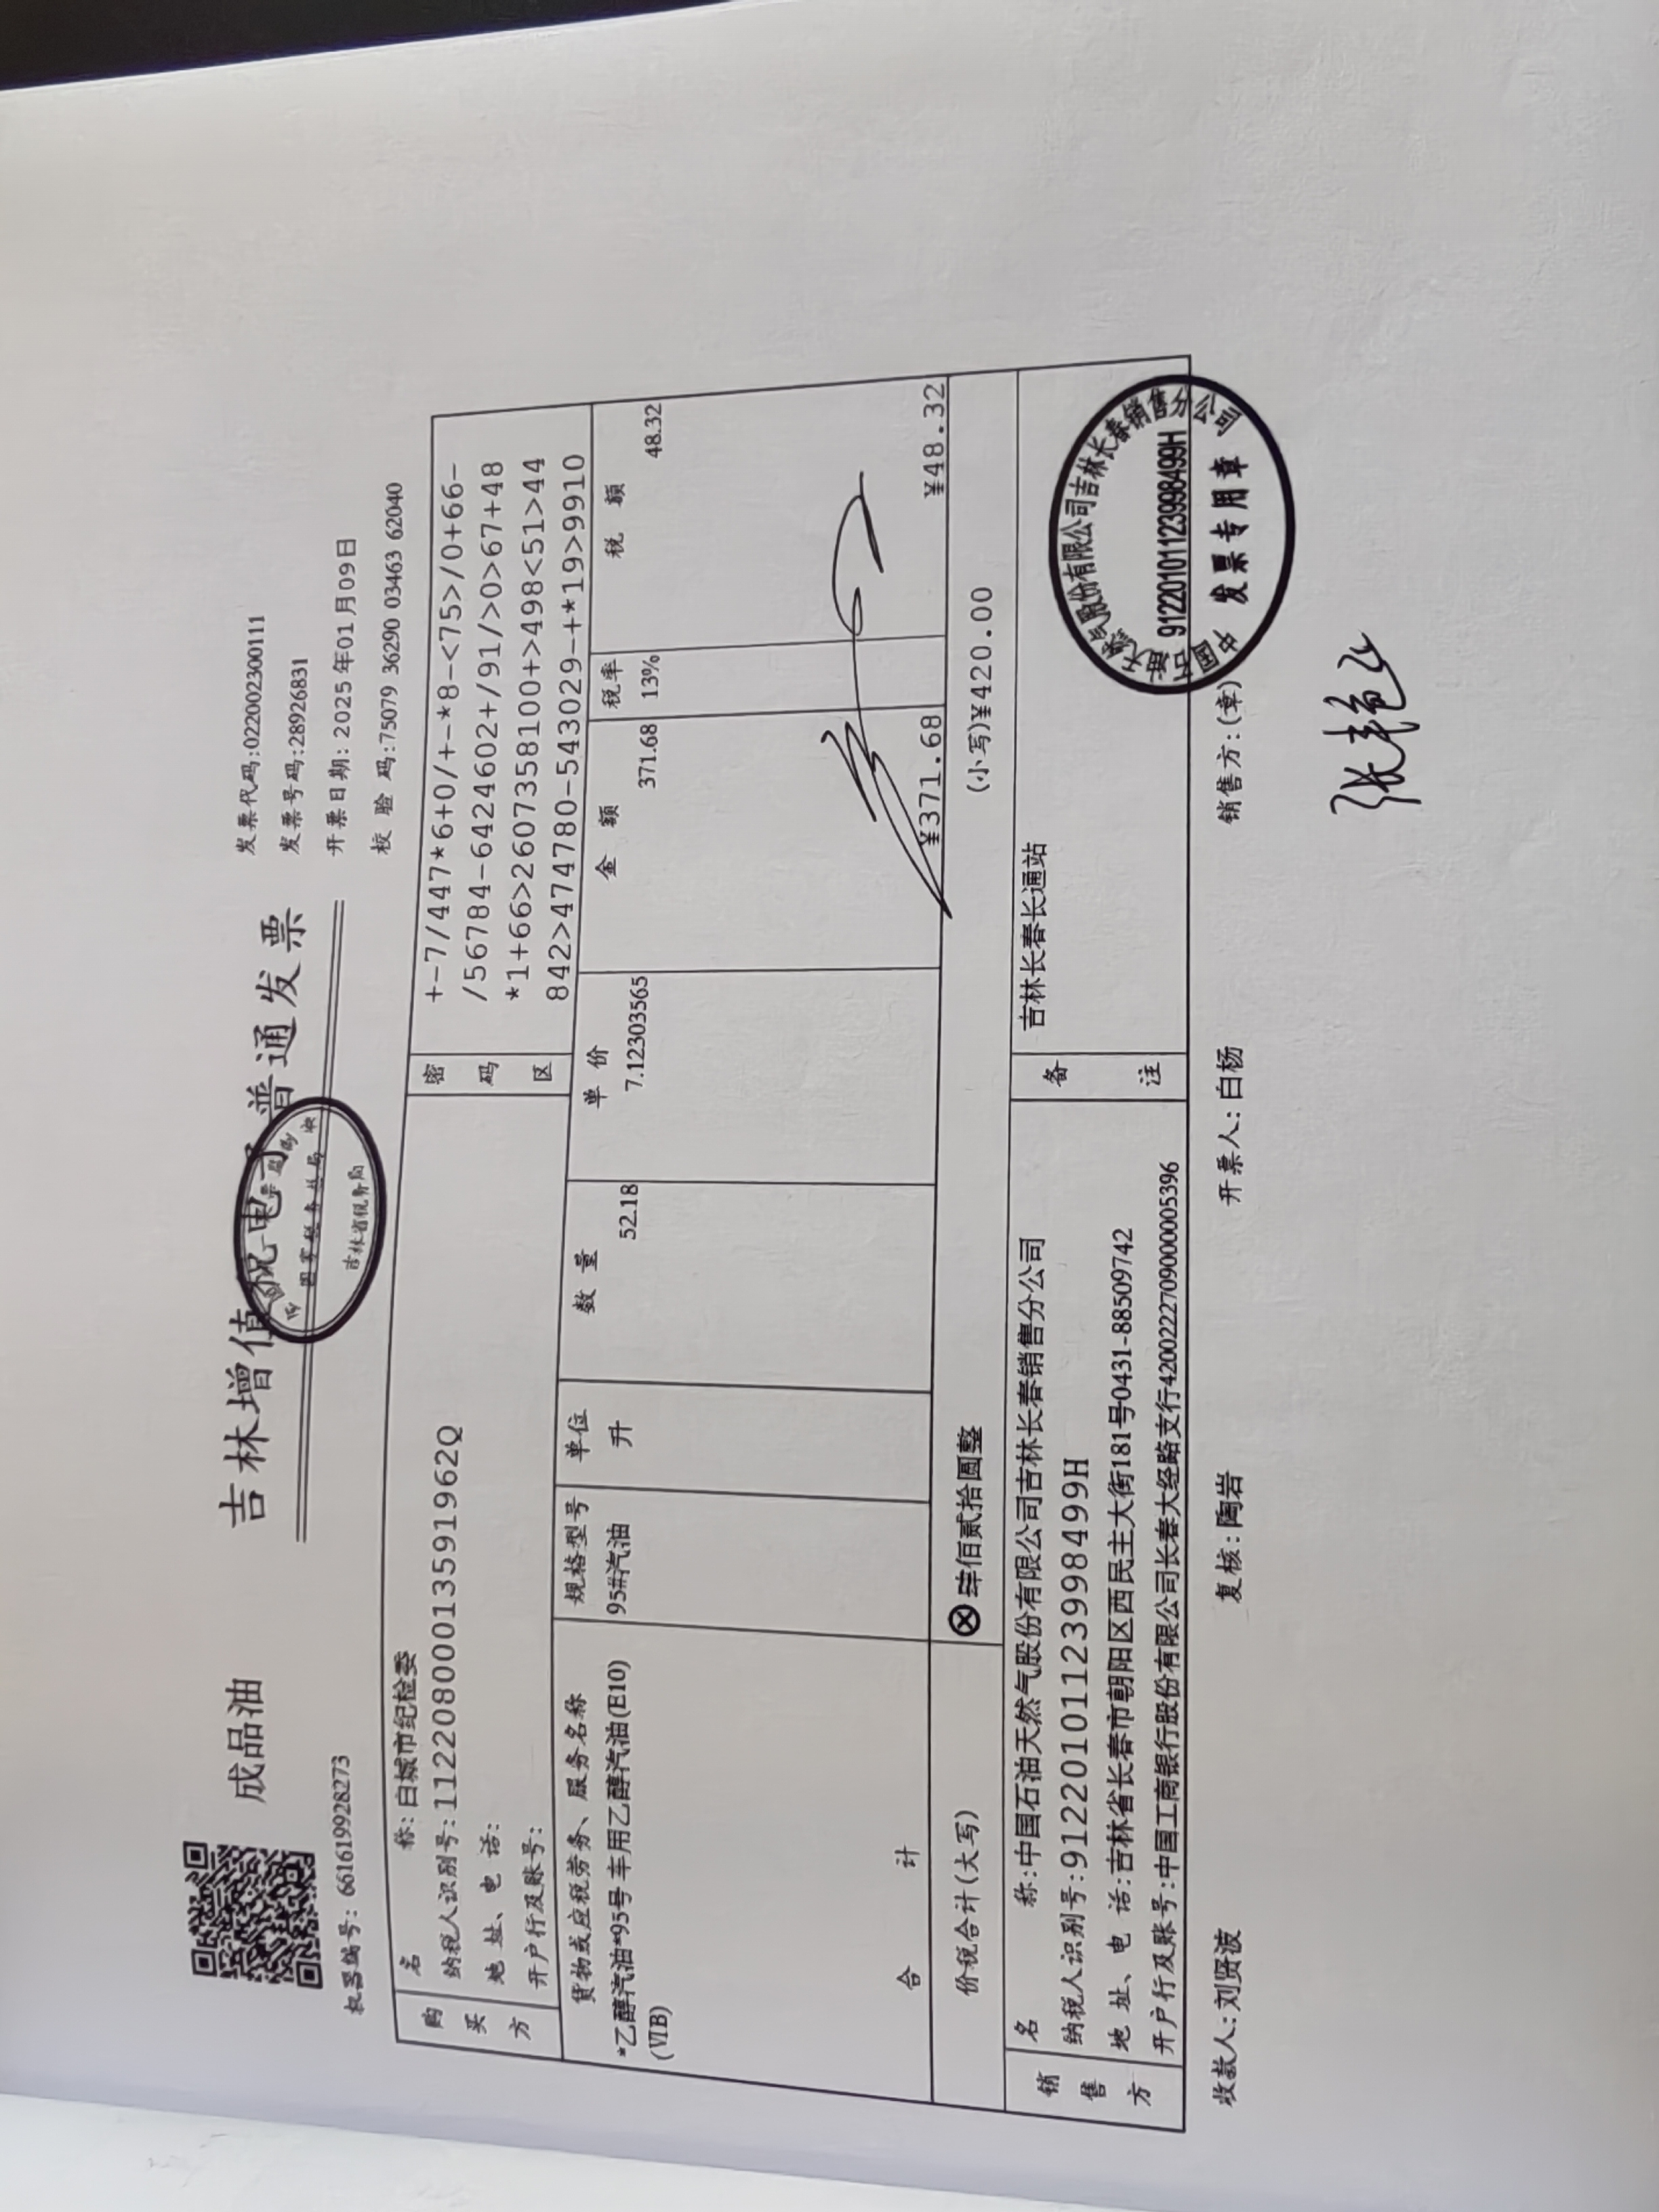 成品油
吉林增值税电子普通发票
国家税务总局
吉林省税务局
发票代码:022002300111
发票号码:28926831
开票日期: 2025 年01 月09日
校 验 码:75079 36290 03463 62040
机器编号: 661619928273
购买方
名 称: 白城市纪检委
纳税人识别号:11220800013591962Q
地 址、电 话:
开户行及账号:
密码区
+-7/447*6+0/+-*8-<75>/0+66-
/56784-6424602+/91/>0>67+48
*1+66>2607358100+>498<51>44
842>474780-543029-+*19>9910
货物或应税劳务、服务名称 规格型号 单位 数 量 单 价 金 额 税率 税 额
*乙醇汽油*95号 车用乙醇汽油(E10) 95#汽油 升 52.18 7.12303565 371.68 13% 48.32
(VIB)
合 计 ¥371.68 ¥48.32
价税合计(大写) ⊗肆佰贰拾圆整 (小写)¥420.00
销售方
名 称:中国石油天然气股份有限公司吉林长春销售分公司
纳税人识别号:91220101123998499H
地 址、电 话:吉林省长春市朝阳区西民主大街181号0431-88509742
开户行及账号:中国工商银行股份有限公司长春大经路支行4200222709000005396
备注
吉林长春长通站
中国石油天然气股份有限公司吉林长春销售分公司
91220101123998499H
发票专用章
收款人: 刘贤波 复核: 陶岩 开票人: 白杨 销售方: (章)